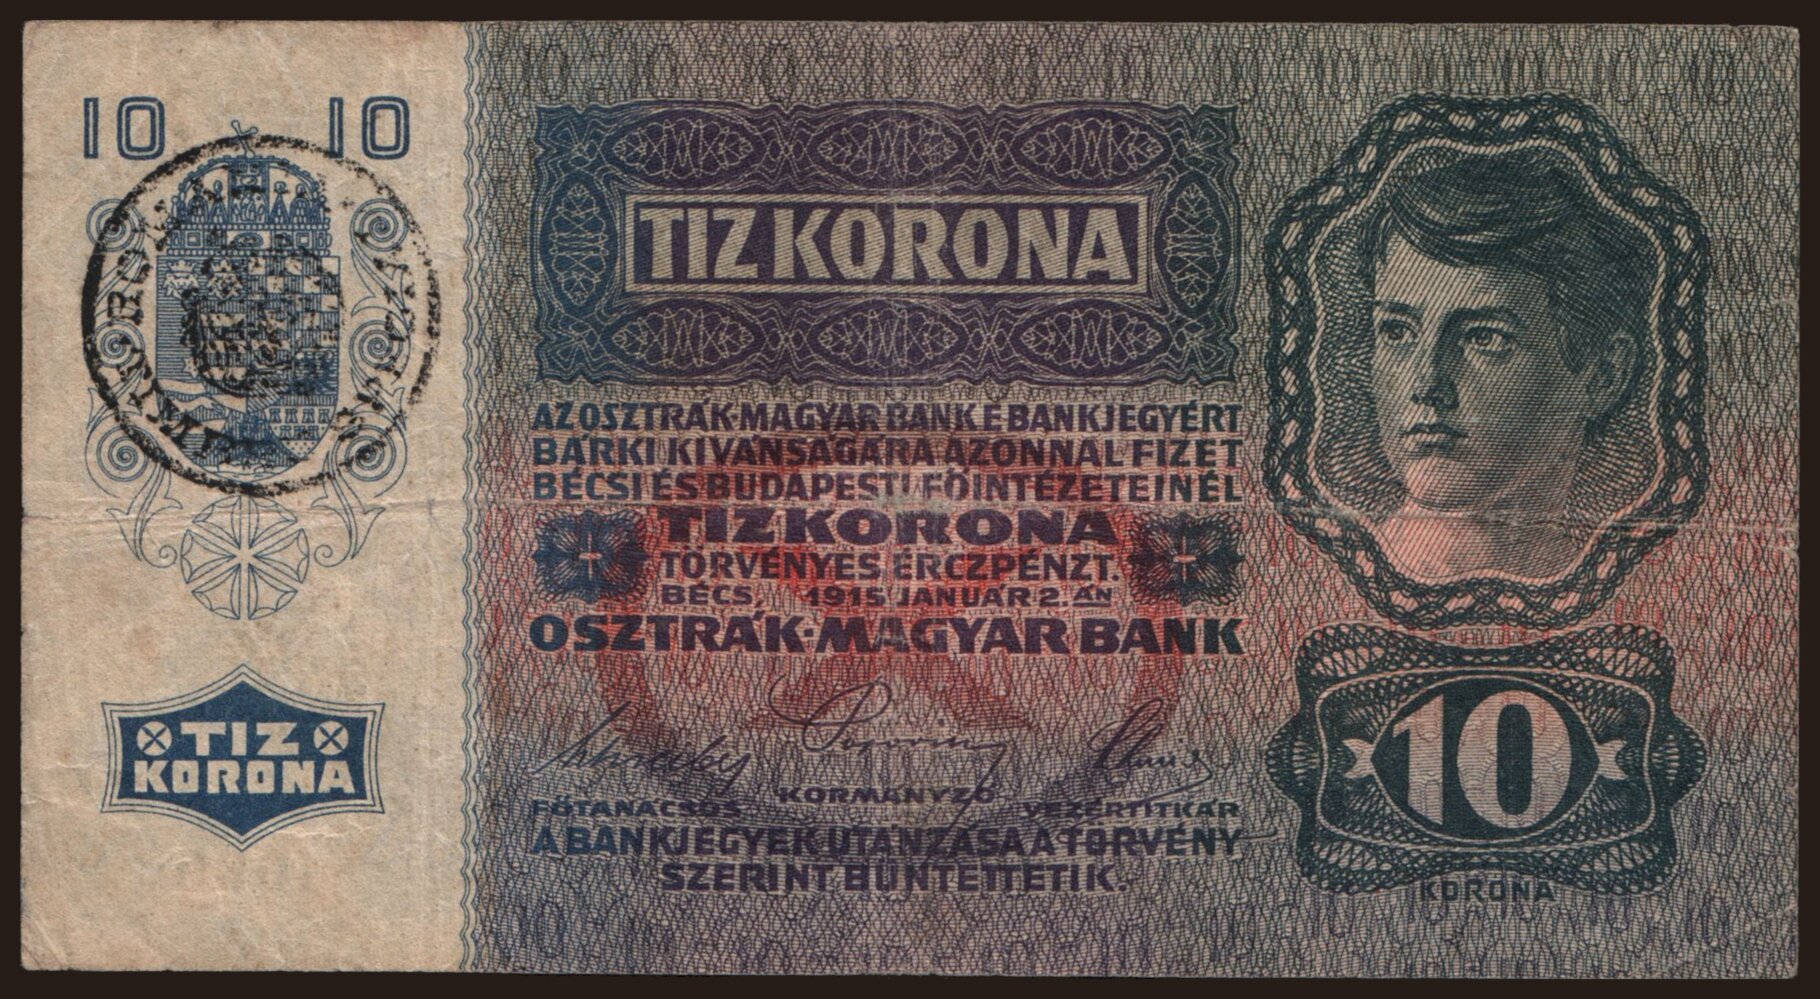 10 10
TIZ
KORONA
TIZ KORONA
AZ OSZTRÁK-MAGYAR BANK E BANKJEGYÉRT
BÁRKI KIVÁNSÁGÁRA AZONNAL FIZET
BÉCSI ÉS BUDAPESTI FŐINTÉZETEINÉL
TIZ KORONA
TÖRVÉNYES ÉRCZPÉNZT.
BÉCS, 1915 JANUÁR 2.ÁN
OSZTRÁK-MAGYAR BANK
FŐTANÁCSOS KORMÁNYZÓ VEZÉRTITKÁR
A BANKJEGYEK UTÁNZÁSA A TÖRVÉNY
SZERINT BÜNTETTETIK.
10
KORONA